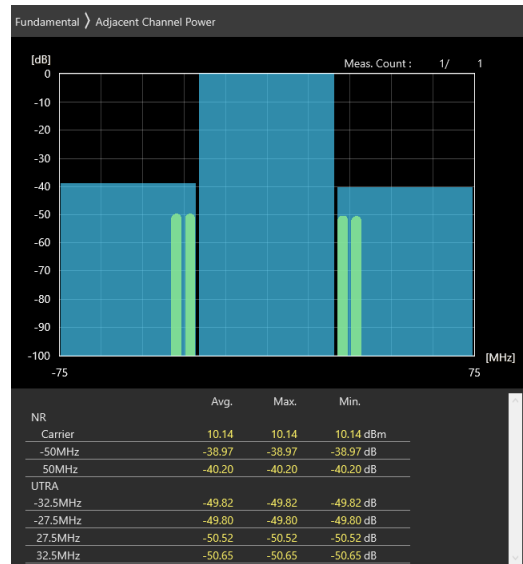 Fundamental 〉 Adjacent Channel Power
[dB]
Meas. Count : 1/ 1
0
-10
-20
-30
-40
-50
-60
-70
-80
-90
-100
[MHz]
-75 75
Avg. Max. Min.
NR
Carrier 10.14 10.14 10.14 dBm
-50MHz -38.97 -38.97 -38.97 dB
50MHz -40.20 -40.20 -40.20 dB
UTRA
-32.5MHz -49.82 -49.82 -49.82 dB
-27.5MHz -49.80 -49.80 -49.80 dB
27.5MHz -50.52 -50.52 -50.52 dB
32.5MHz -50.65 -50.65 -50.65 dB